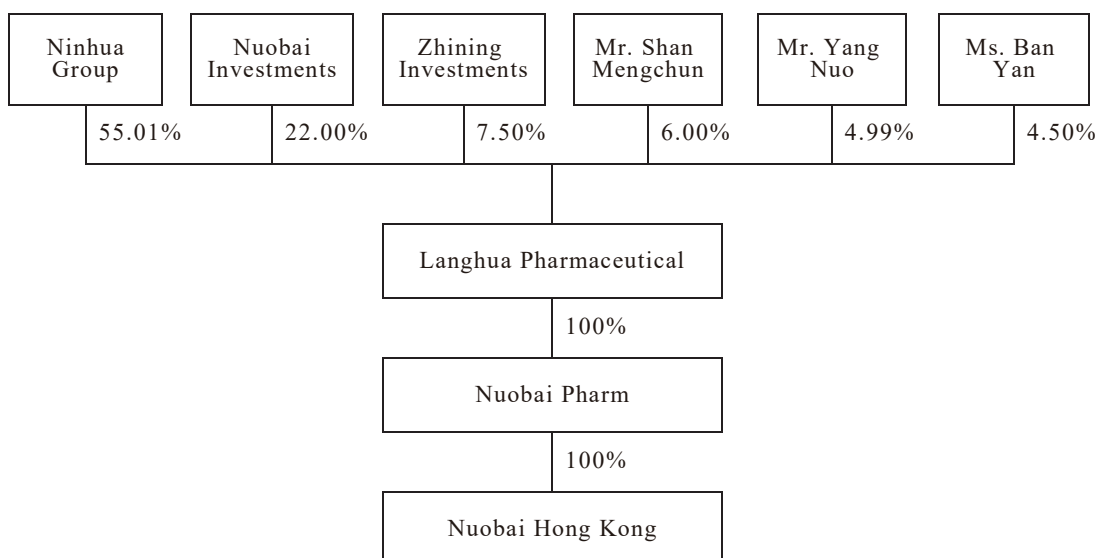 Ninhua
Group
Nuobai
Investments
Zhining
Investments
Mr. Shan
Mengchun
Mr. Yang
Nuo
Ms. Ban
Yan
55.01%
22.00%
7.50%
6.00%
4.99%
4.50%
Langhua Pharmaceutical
100%
Nuobai Pharm
100%
Nuobai Hong Kong